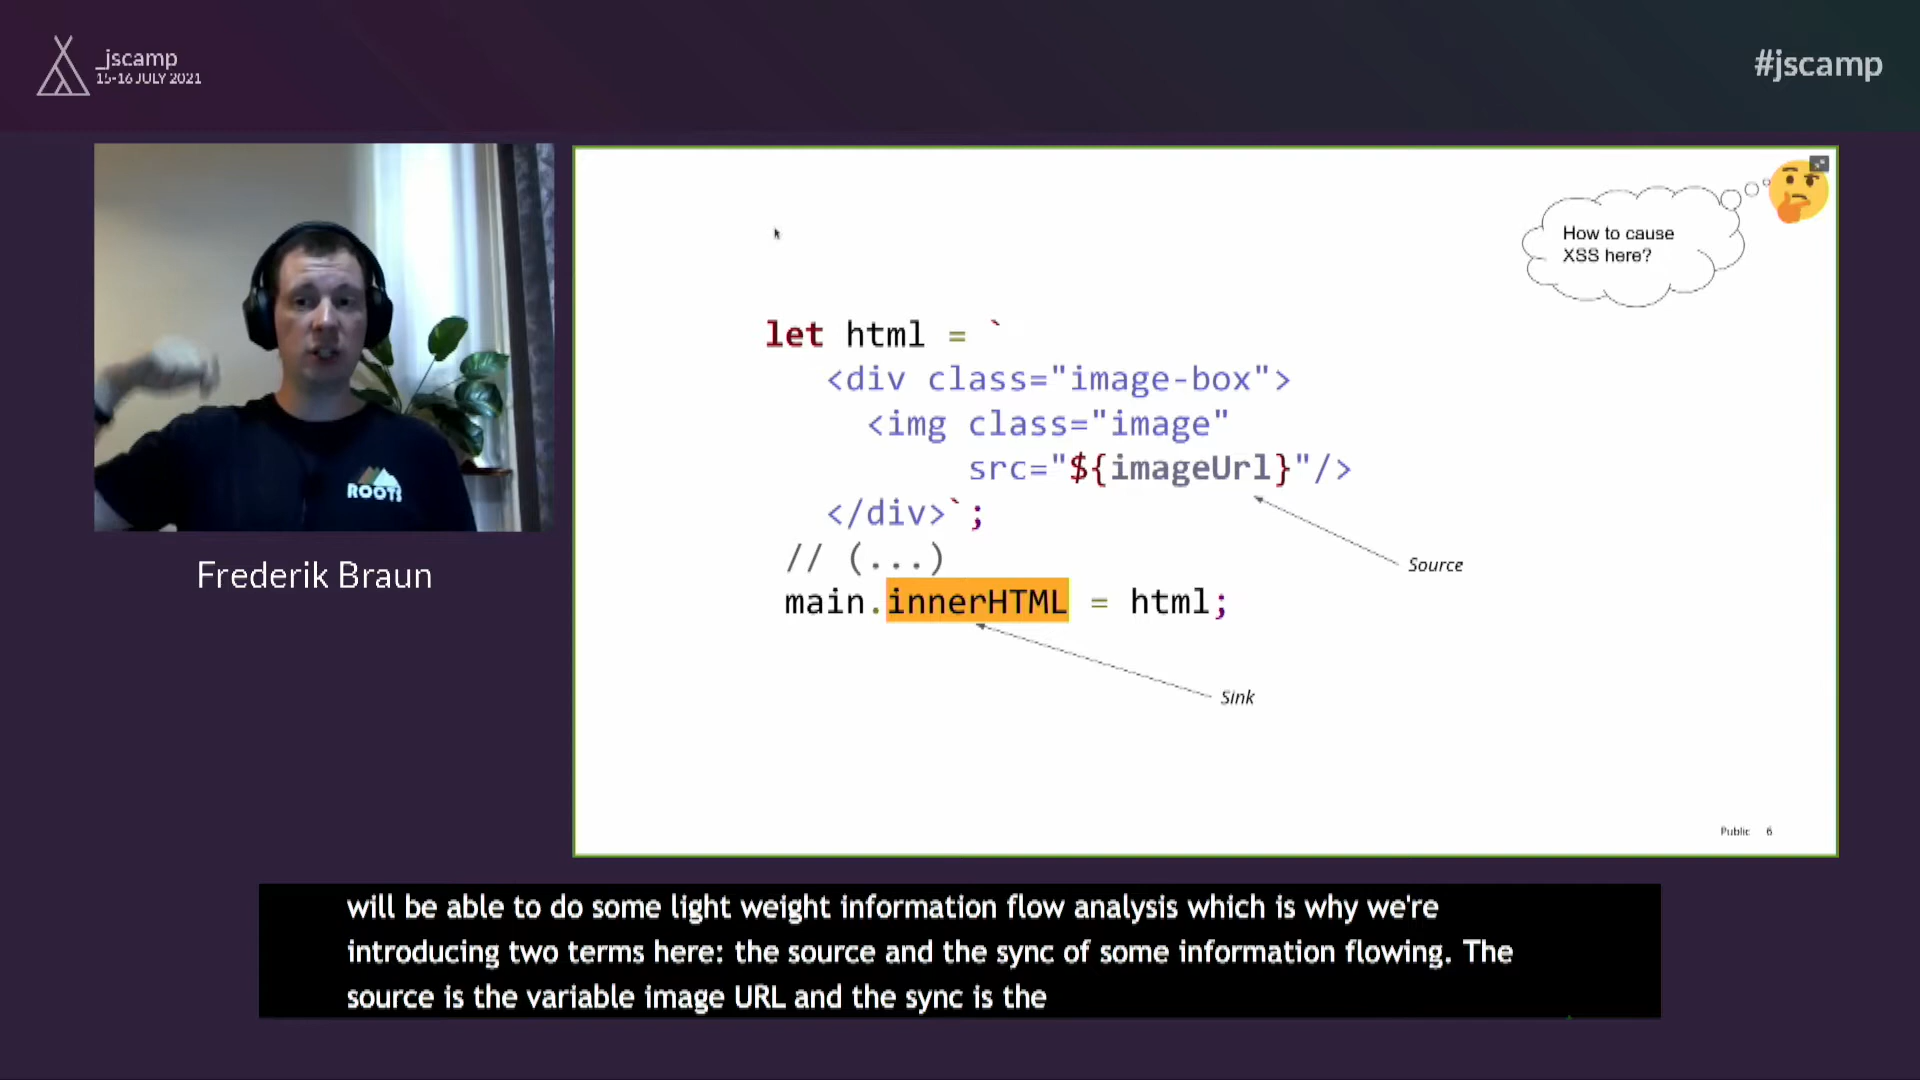 _jscamp
15-16 JULY 2021
#jscamp
How to cause
XSS here?
let html = `
<div class="image-box">
<img class="image"
src="${imageUrl}"/>
</div>`;
// (...)
main.innerHTML = html;
Source
Sink
Public 6
ROOTS
Frederik Braun
will be able to do some light weight information flow analysis which is why we're
introducing two terms here: the source and the sync of some information flowing. The
source is the variable image URL and the sync is the